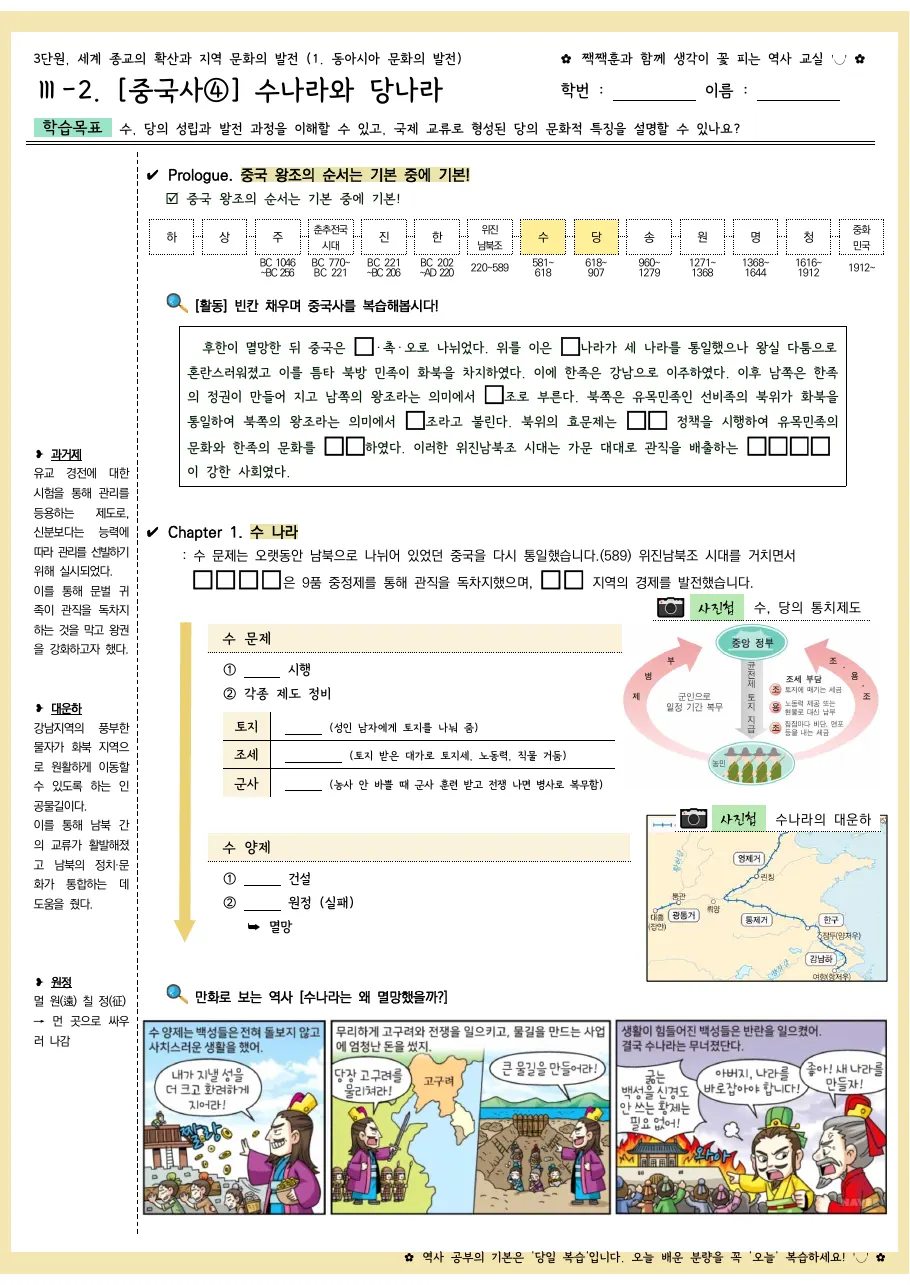 3단원, 세계 종교의 확산과 지역 문화의 발전 (1. 동아시아 문화의 발전)
✿ 짹짹훈과 함께 생각이 꽃 피는 역사 교실 '◡' ✿
Ⅲ-2. [중국사④] 수나라와 당나라
학번 : ________ 이름 : ________
학습목표 수, 당의 성립과 발전 과정을 이해할 수 있고, 국제 교류로 형성된 당의 문화적 특징을 설명할 수 있나요?
✔ Prologue. 중국 왕조의 순서는 기본 중에 기본!
☑ 중국 왕조의 순서는 기본 중에 기본!
하 상 주 춘추전국 시대 진 한 위진 남북조 수 당 송 원 명 청 중화 민국
BC 1046 ~BC 256
BC 770~ BC 221
BC 221 ~BC 206
BC 202 ~AD 220
220~589
581~ 618
618~ 907
960~ 1279
1271~ 1368
1368~ 1644
1616~ 1912
1912~
[활동] 빈칸 채우며 중국사를 복습해봅시다!
후한이 멸망한 뒤 중국은 □·촉·오로 나뉘었다. 위를 이은 □나라가 세 나라를 통일했으나 왕실 다툼으로
혼란스러워졌고 이를 틈타 북방 민족이 화북을 차지하였다. 이에 한족은 강남으로 이주하였다. 이후 남쪽은 한족
의 정권이 만들어 지고 남쪽의 왕조라는 의미에서 □조로 부른다. 북쪽은 유목민족인 선비족의 북위가 화북을
통일하여 북쪽의 왕조라는 의미에서 □조라고 불린다. 북위의 효문제는 □□ 정책을 시행하여 유목민족의
문화와 한족의 문화를 □□하였다. 이러한 위진남북조 시대는 가문 대대로 관직을 배출하는 □□□□
이 강한 사회였다.
❥ 과거제
유교 경전에 대한
시험을 통해 관리를
등용하는 제도로,
신분보다는 능력에
따라 관리를 선발하기
위해 실시되었다.
이를 통해 문벌 귀
족이 관직을 독차지
하는 것을 막고 왕권
을 강화하고자 했다.
❥ 대운하
강남지역의 풍부한
물자가 화북 지역으
로 원활하게 이동할
수 있도록 하는 인
공물길이다.
이를 통해 남북 간
의 교류가 활발해졌
고 남북의 정치·문
화가 통합하는 데
도움을 줬다.
❥ 원정
멀 원(遠) 칠 정(征)
→ 먼 곳으로 싸우
러 나감
✔ Chapter 1. 수 나라
: 수 문제는 오랫동안 남북으로 나뉘어 있었던 중국을 다시 통일했습니다.(589) 위진남북조 시대를 거치면서
□□□□은 9품 중정제를 통해 관직을 독차지했으며, □□ 지역의 경제를 발전했습니다.
수 문제
① _____ 시행
② 각종 제도 정비
토지 _____ (성인 남자에게 토지를 나눠 줌)
조세 _______ (토지 받은 대가로 토지세, 노동력, 직물 거둠)
군사 _____ (농사 안 바쁠 때 군사 훈련 받고 전쟁 나면 병사로 복무함)
수 양제
① _____ 건설
② _____ 원정 (실패)
➥ 멸망
사진첩 수, 당의 통치제도
중앙 정부
부병제
군인으로
일정 기간 복무
균전제 토지 지급
조·용·조
조세 부담
조 토지에 매기는 세금
용 노동력 제공 또는
현물로 대신 납부
조 집집마다 비단, 면포
등을 내는 세금
농민
사진첩 수나라의 대운하
황허강
영제거
린칭
퉁관
대흥
(장안)
광통거
뤄양
통제거
한구
장두(양저우)
창장강
강남하
여항(항저우)
만화로 보는 역사 [수나라는 왜 멸망했을까?]
수 양제는 백성들은 전혀 돌보지 않고
사치스러운 생활을 했어.
내가 지낼 성을
더 크고 화려하게
지어라!
짤랑
무리하게 고구려와 전쟁을 일으키고, 물길을 만드는 사업
에 엄청난 돈을 썼지.
당장 고구려를
물리쳐라!
고구려
큰 물길을 만들어라!
생활이 힘들어진 백성들은 반란을 일으켰어.
결국 수나라는 무너졌단다.
굶는
백성을 신경도
안 쓰는 황제는
필요 없어!
아버지, 나라를
바로잡아야 합니다!
좋아! 새 나라를
만들자!
와아
NAVER
✿ 역사 공부의 기본은 '당일 복습'입니다. 오늘 배운 분량을 꼭 '오늘' 복습하세요! '◡' ✿